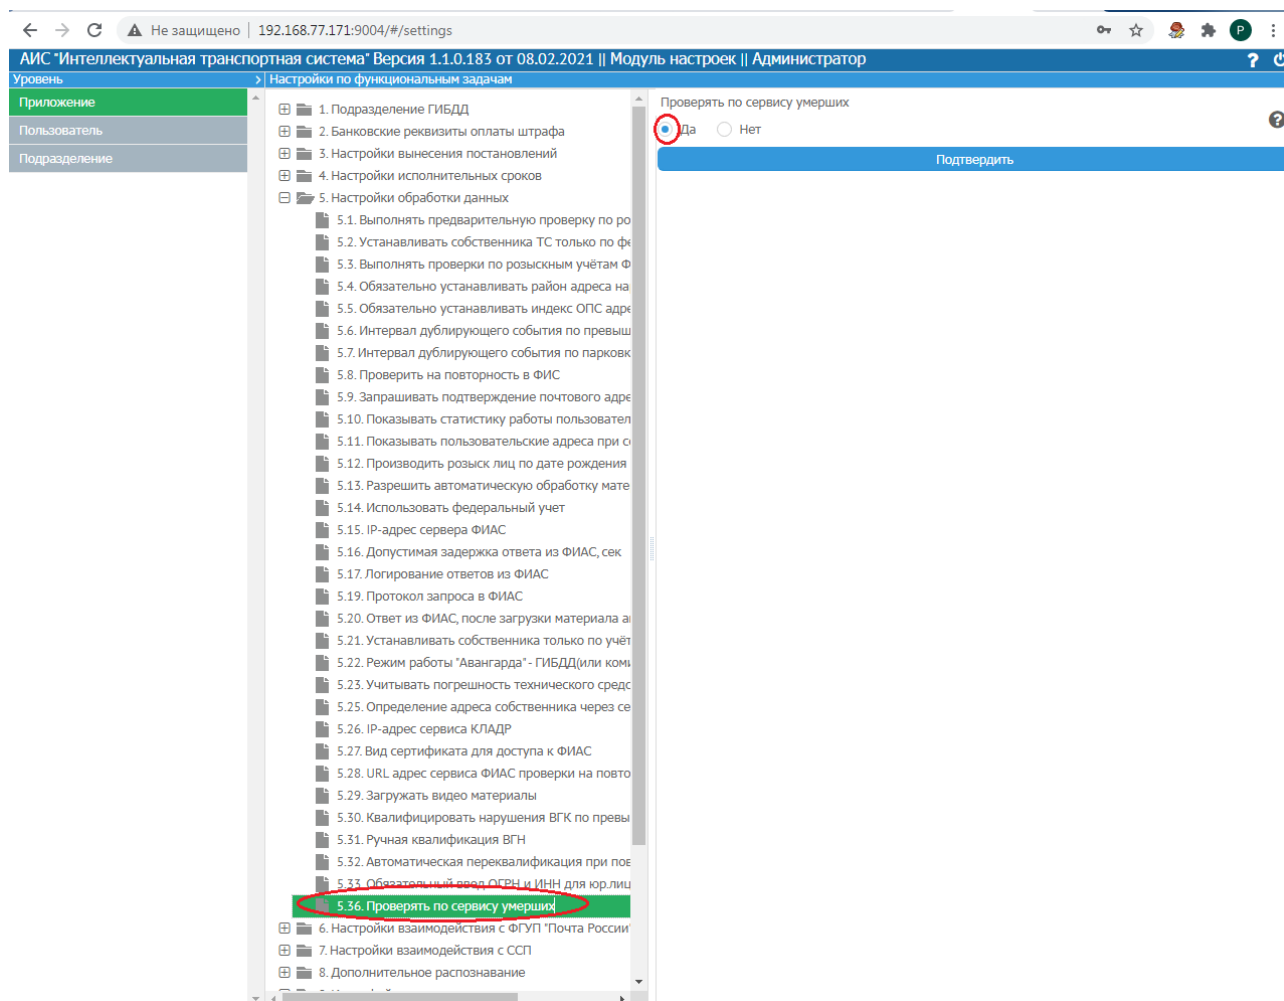 Не защищено | 192.168.77.171:9004/#/settings
P
АИС "Интеллектуальная транспортная система" Версия 1.1.0.183 от 08.02.2021 || Модуль настроек || Администратор
?
Уровень
>
Настройки по функциональным задачам
Приложение
Пользователь
Подразделение
1. Подразделение ГИБДД
2. Банковские реквизиты оплаты штрафа
3. Настройки вынесения постановлений
4. Настройки исполнительных сроков
5. Настройки обработки данных
5.1. Выполнять предварительную проверку по ро
5.2. Устанавливать собственника ТС только по фе
5.3. Выполнять проверки по розыскным учётам Ф
5.4. Обязательно устанавливать район адреса на
5.5. Обязательно устанавливать индекс ОПС адре
5.6. Интервал дублирующего события по превыш
5.7. Интервал дублирующего события по парковк
5.8. Проверить на повторность в ФИС
5.9. Запрашивать подтверждение почтового адре
5.10. Показывать статистику работы пользовател
5.11. Показывать пользовательские адреса при с
5.12. Производить розыск лиц по дате рождения
5.13. Разрешить автоматическую обработку мате
5.14. Использовать федеральный учет
5.15. IP-адрес сервера ФИАС
5.16. Допустимая задержка ответа из ФИАС, сек
5.17. Логирование ответов из ФИАС
5.19. Протокол запроса в ФИАС
5.20. Ответ из ФИАС, после загрузки материала а
5.21. Устанавливать собственника только по учёт
5.22. Режим работы "Авангарда" - ГИБДД(или ком
5.23. Учитывать погрешность технического средс
5.25. Определение адреса собственника через се
5.26. IP-адрес сервиса КЛАДР
5.27. Вид сертификата для доступа к ФИАС
5.28. URL адрес сервиса ФИАС проверки на повто
5.29. Загружать видео материалы
5.30. Квалифицировать нарушения ВГК по превы
5.31. Ручная квалификация ВГН
5.32. Автоматическая переквалификация при пов
5.33. Обязательный ввод ОГРН и ИНН для юр.лиц
5.36. Проверять по сервису умерших
6. Настройки взаимодействия с ФГУП "Почта России"
7. Настройки взаимодействия с ССП
8. Дополнительное распознавание
Проверять по сервису умерших
Да Нет
?
Подтвердить